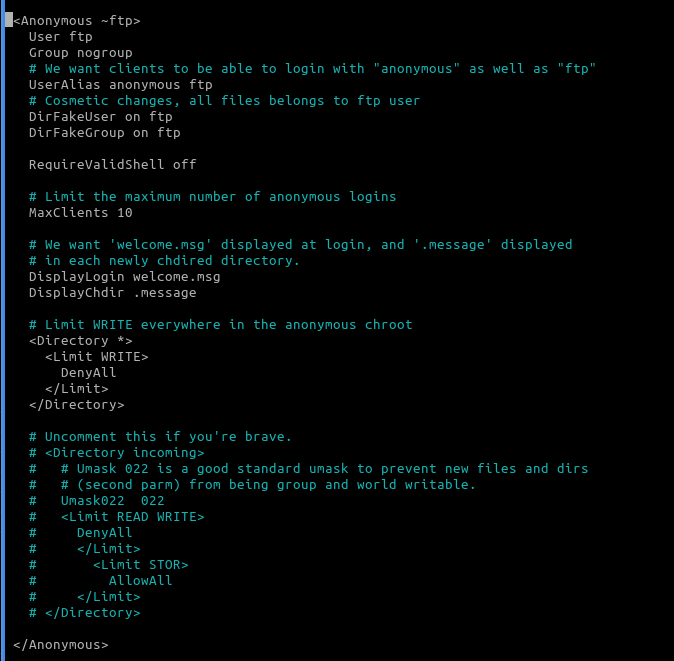 <Anonymous ~ftp>
  User ftp
  Group nogroup
  # We want clients to be able to login with "anonymous" as well as "ftp"
  UserAlias anonymous ftp
  # Cosmetic changes, all files belongs to ftp user
  DirFakeUser on ftp
  DirFakeGroup on ftp

  RequireValidShell off

  # Limit the maximum number of anonymous logins
  MaxClients 10

  # We want 'welcome.msg' displayed at login, and '.message' displayed
  # in each newly chdired directory.
  DisplayLogin welcome.msg
  DisplayChdir .message

  # Limit WRITE everywhere in the anonymous chroot
  <Directory *>
    <Limit WRITE>
      DenyAll
    </Limit>
  </Directory>

  # Uncomment this if you're brave.
  # <Directory incoming>
  #   # Umask 022 is a good standard umask to prevent new files and dirs
  #   # (second parm) from being group and world writable.
  #   Umask022  022
  #   <Limit READ WRITE>
  #     DenyAll
  #     </Limit>
  #       <Limit STOR>
  #         AllowAll
  #     </Limit>
  # </Directory>

</Anonymous>